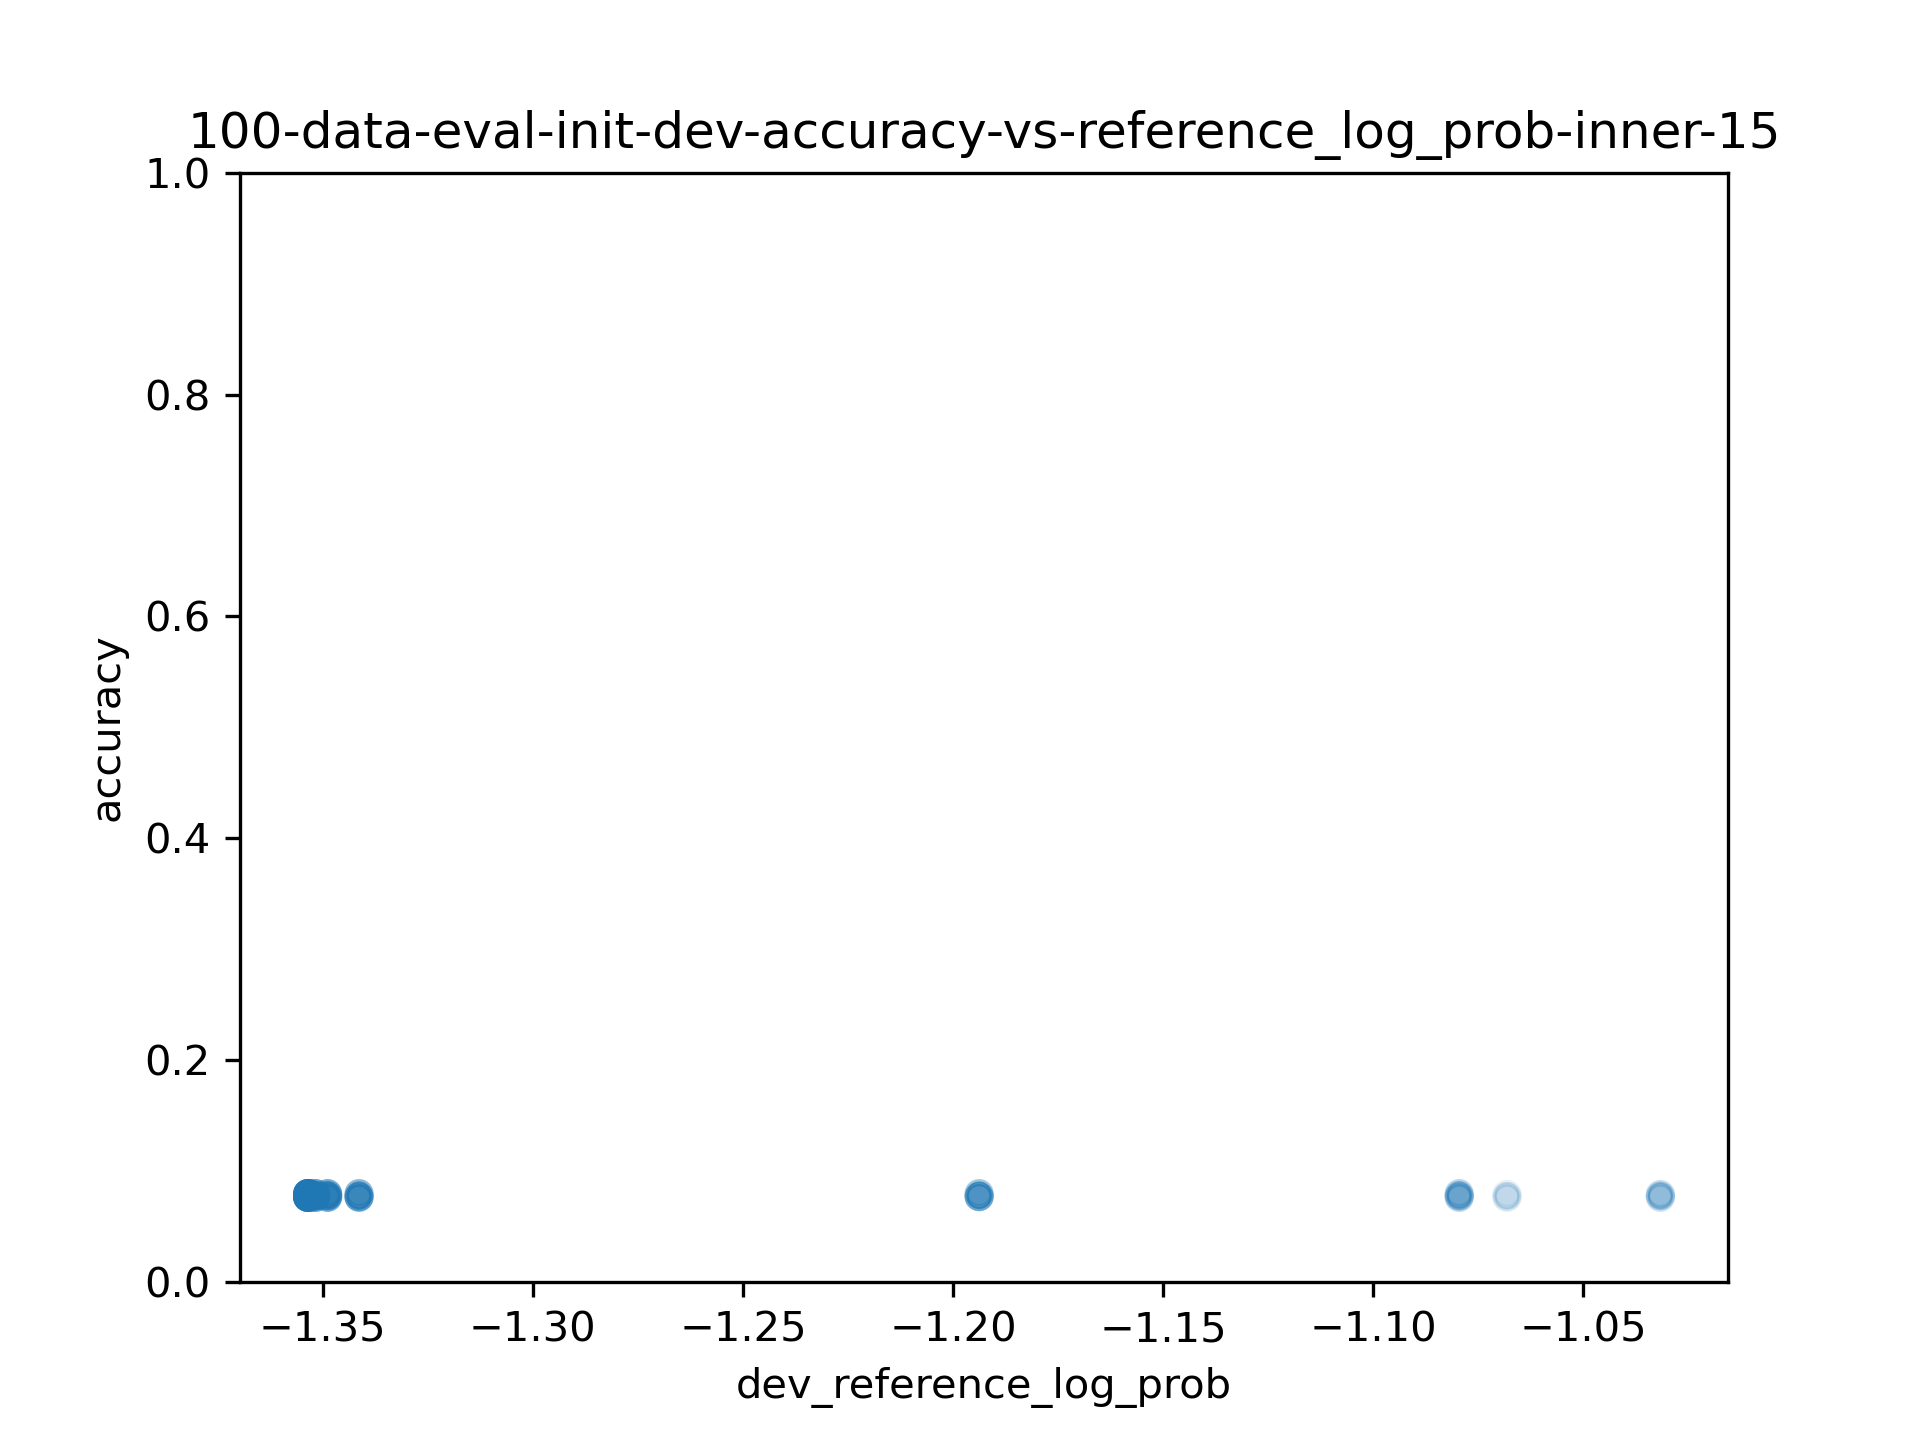 100-data-eval-init-dev-accuracy-vs-reference_log_prob-inner-15
1.0
0.8
0.6
0.4
0.2
0.0
accuracy
−1.35 −1.30 −1.25 −1.20 −1.15 −1.10 −1.05
dev_reference_log_prob